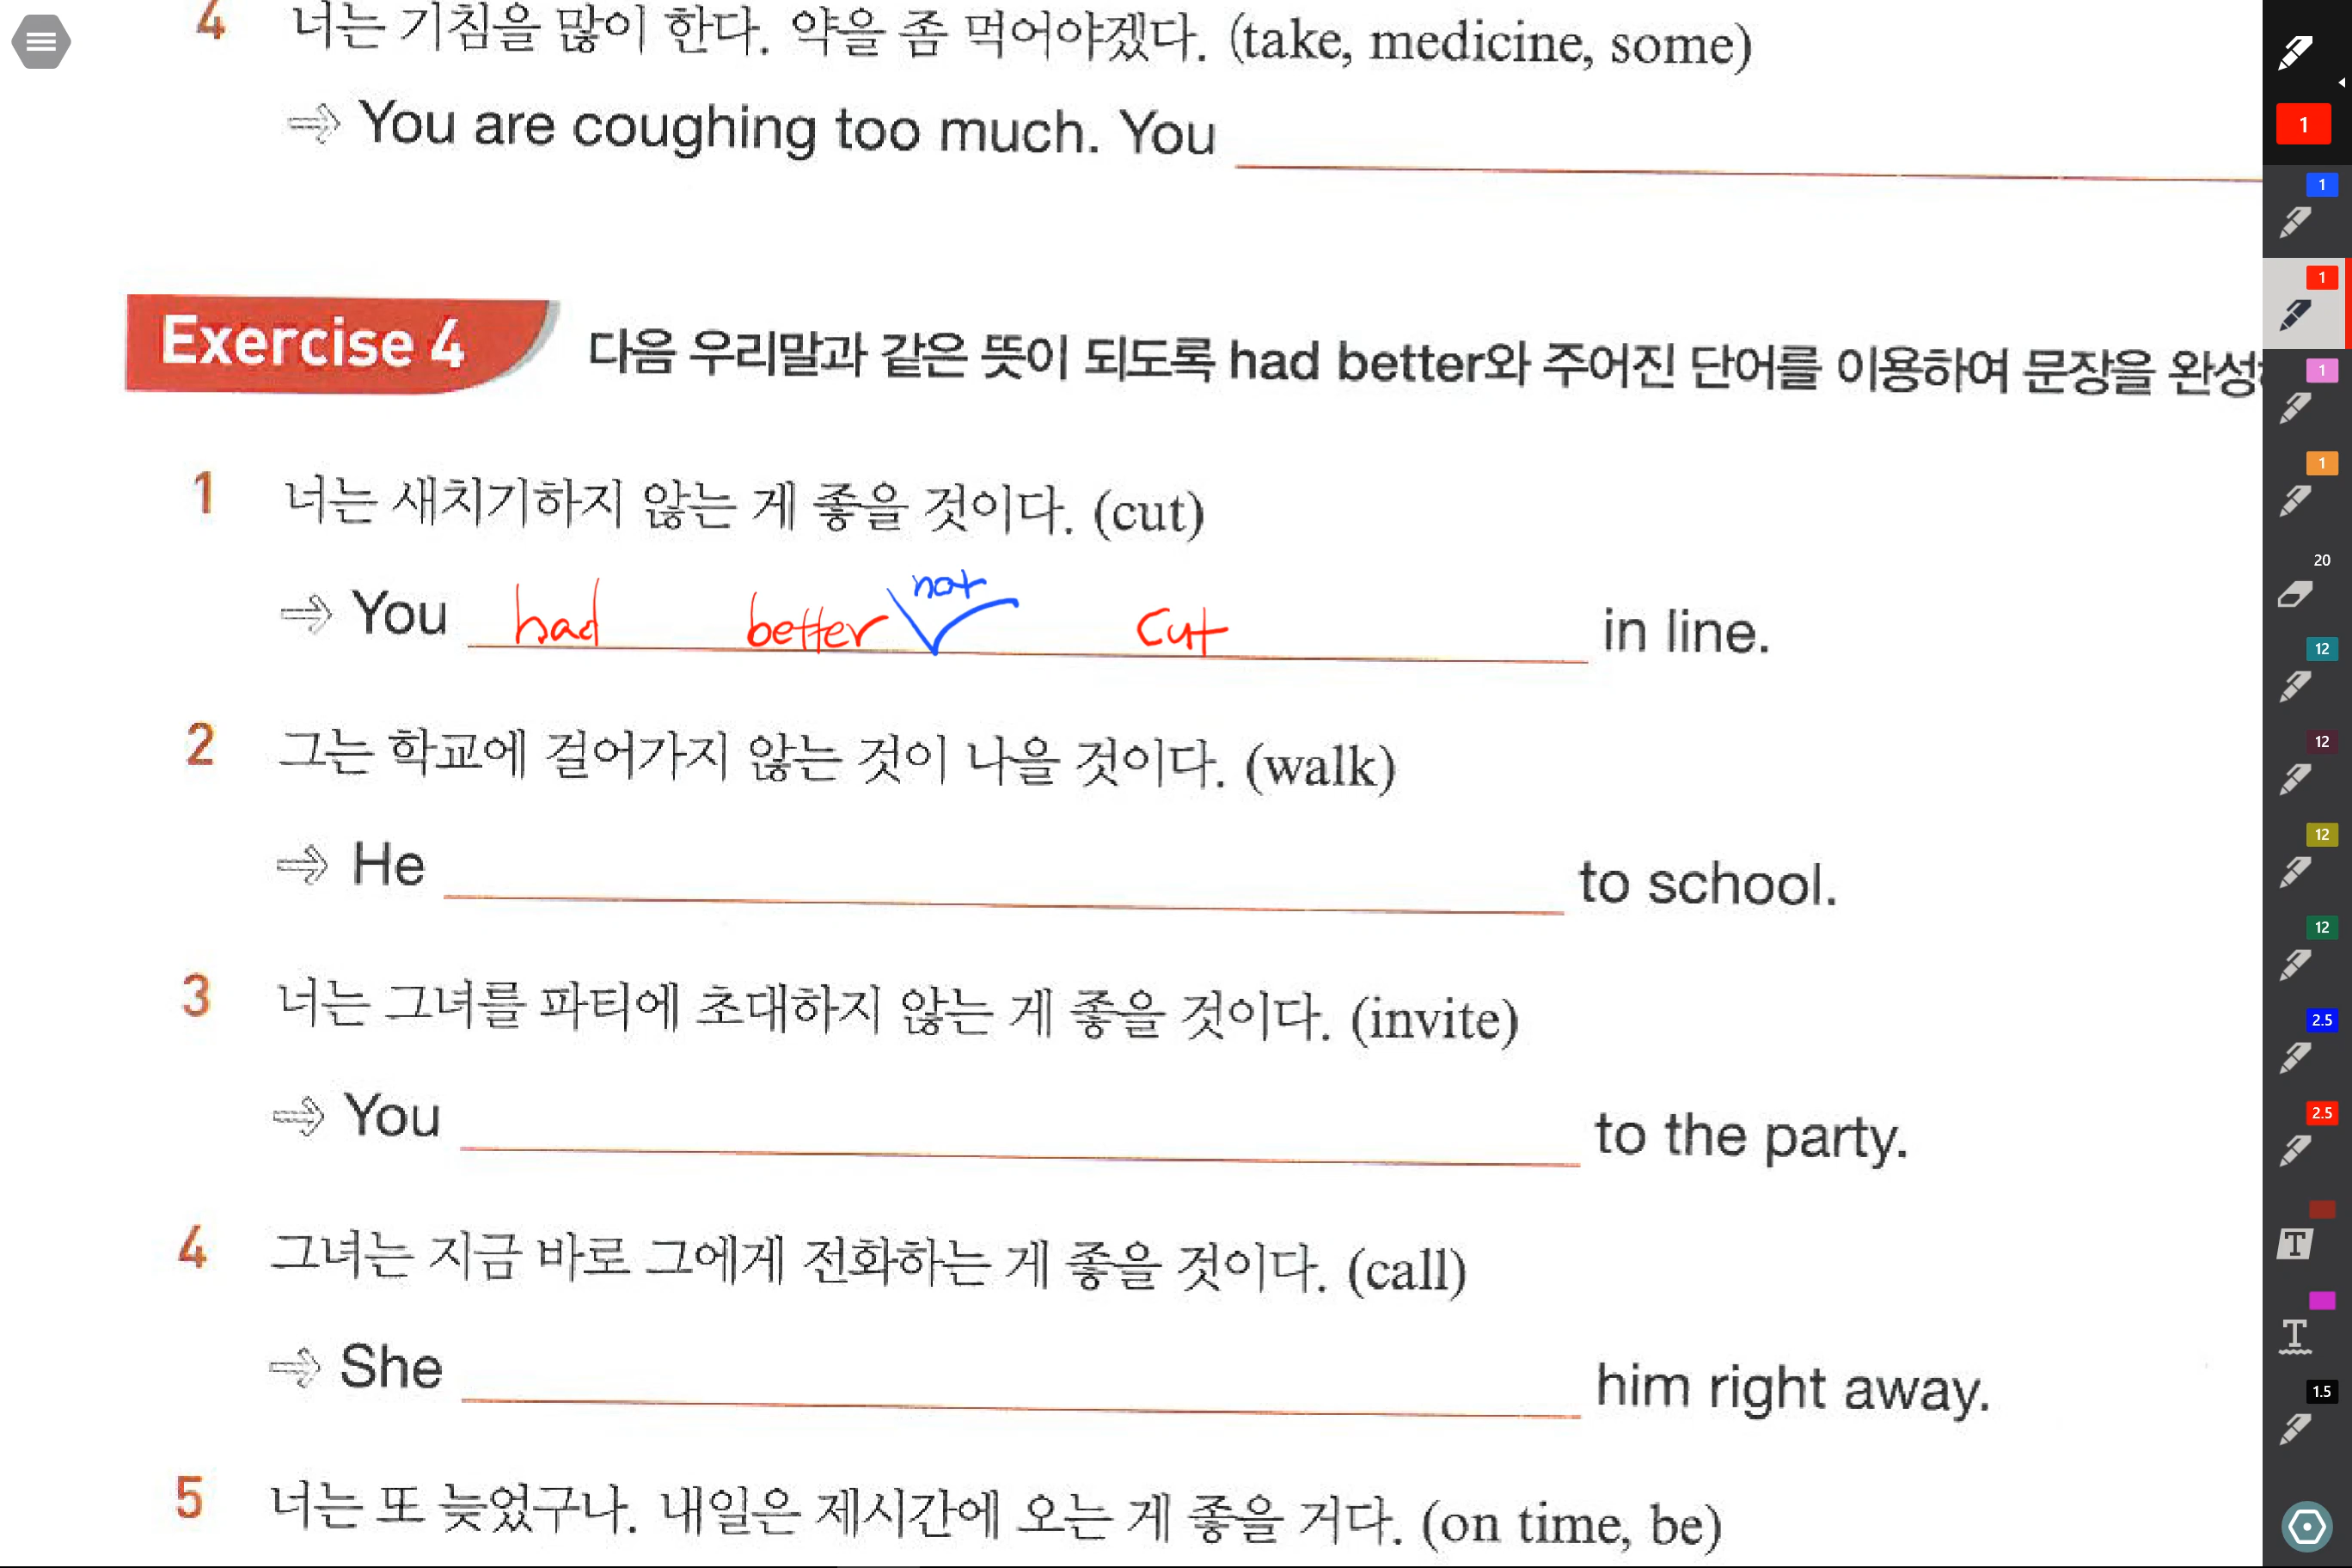 4 너는 기침을 많이 한다. 약을 좀 먹어야겠다. (take, medicine, some)
⇨ You are coughing too much. You
Exercise 4 다음 우리말과 같은 뜻이 되도록 had better와 주어진 단어를 이용하여 문장을 완성
1 너는 새치기하지 않는 게 좋을 것이다. (cut)
not
⇨ You had better cut in line.
2 그는 학교에 걸어가지 않는 것이 나을 것이다. (walk)
⇨ He to school.
3 너는 그녀를 파티에 초대하지 않는 게 좋을 것이다. (invite)
⇨ You to the party.
4 그녀는 지금 바로 그에게 전화하는 게 좋을 것이다. (call)
⇨ She him right away.
5 너는 또 늦었구나. 내일은 제시간에 오는 게 좋을 거다. (on time, be)
1
1
1
1
1
20
12
12
12
12
2.5
2.5
T
T
1.5